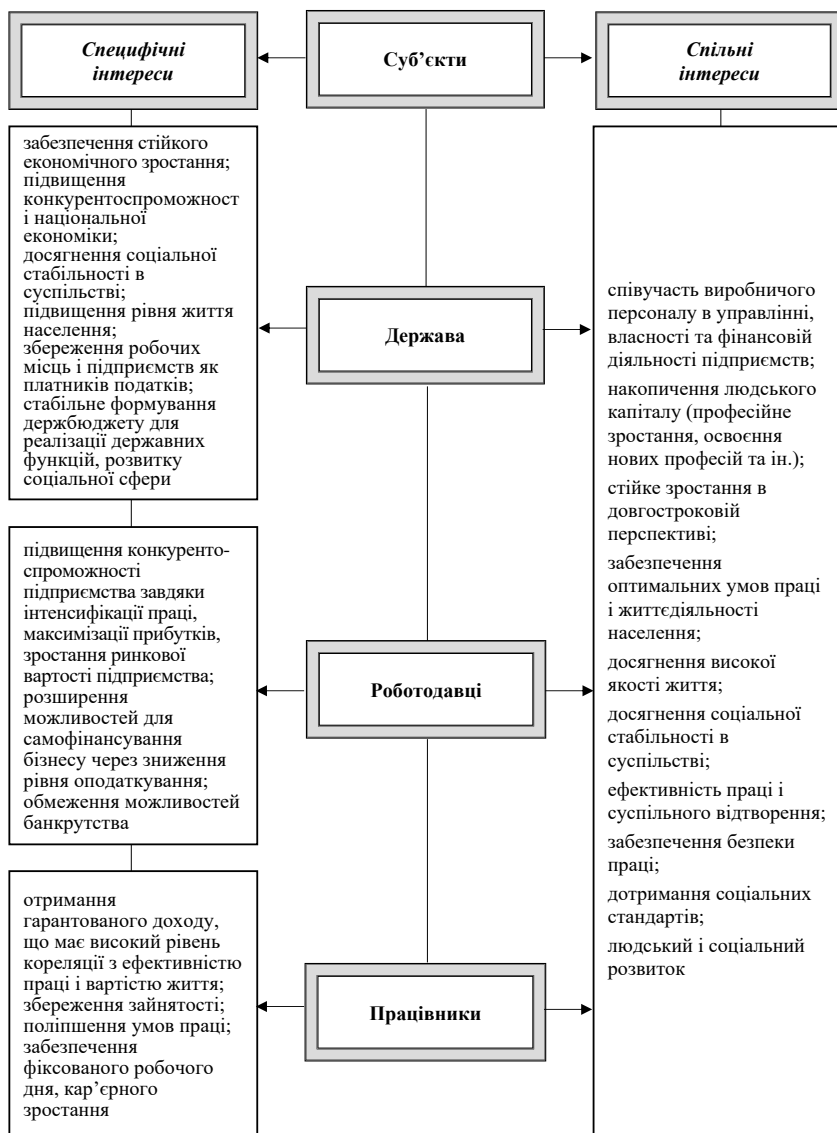 Специфічні
інтереси
Суб’єкти
Спільні
інтереси
забезпечення стійкого
економічного зростання;
підвищення
конкурентоспроможност
і національної
економіки;
досягнення соціальної
стабільності в
суспільстві;
підвищення рівня життя
населення;
збереження робочих
місць і підприємств як
платників податків;
стабільне формування
держбюджету для
реалізації державних
функцій, розвитку
соціальної сфери
Держава
підвищення конкуренто-
спроможності
підприємства завдяки
інтенсифікації праці,
максимізації прибутків,
зростання ринкової
вартості підприємства;
розширення
можливостей для
самофінансування
бізнесу через зниження
рівня оподаткування;
обмеження можливостей
банкрутства
Роботодавці
отримання
гарантованого доходу,
що має високий рівень
кореляції з ефективністю
праці і вартістю життя;
збереження зайнятості;
поліпшення умов праці;
забезпечення
фіксованого робочого
дня, кар’єрного
зростання
Працівники
співучасть виробничого
персоналу в управлінні,
власності та фінансовій
діяльності підприємств;
накопичення людського
капіталу (професійне
зростання, освоєння
нових професій та ін.);
стійке зростання в
довгостроковій
перспективі;
забезпечення
оптимальних умов праці
і життєдіяльності
населення;
досягнення високої
якості життя;
досягнення соціальної
стабільності в
суспільстві;
ефективність праці і
суспільного відтворення;
забезпечення безпеки
праці;
дотримання соціальних
стандартів;
людський і соціальний
розвиток